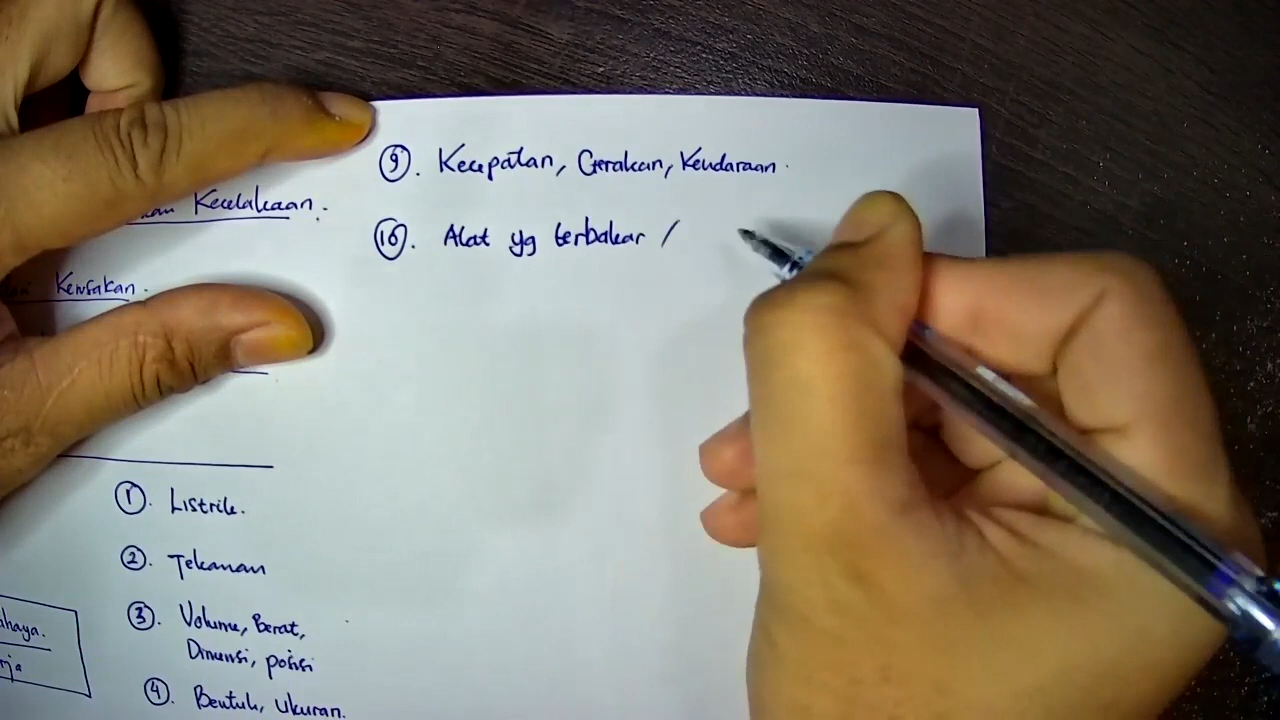 9. Kecepatan, Gerakan, Kendaraan.
10. Alat yg terbakar /
Kecelakaan.
Kerusakan.
1. Listrik.
2. Tekanan
3. Volume, Berat,
Dimensi, posisi
4. Bentuk, Ukuran.